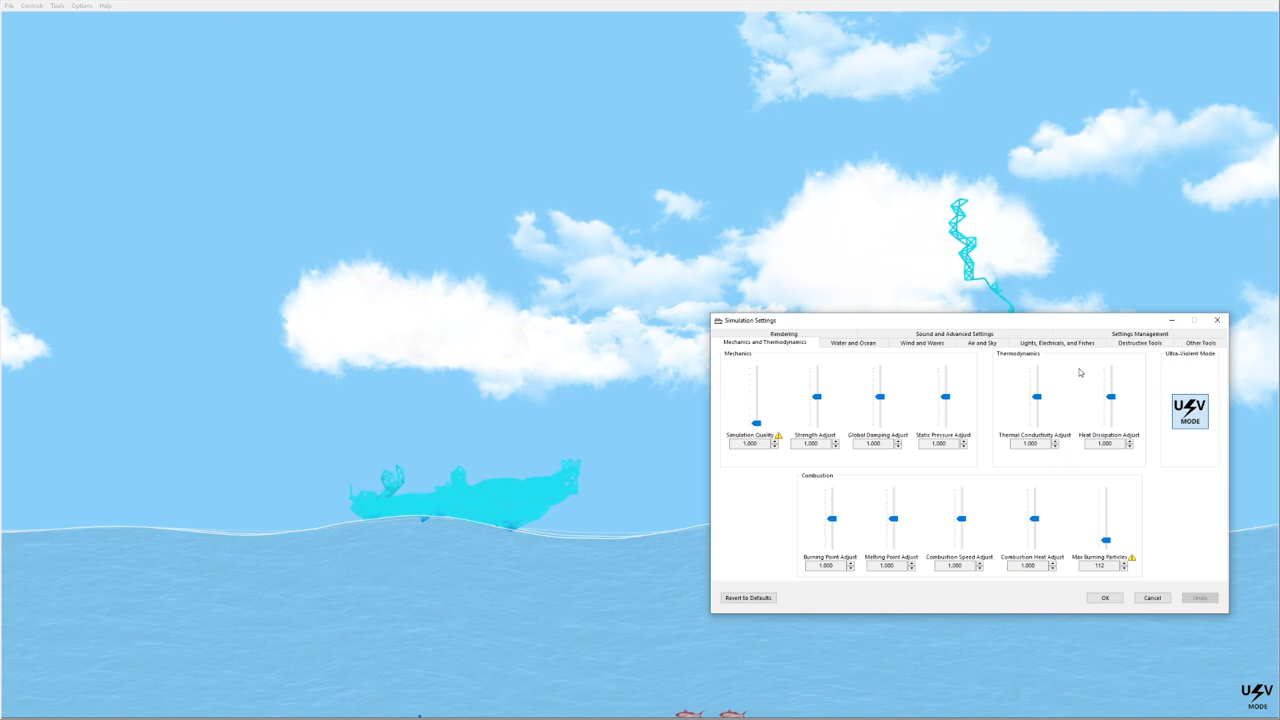 File Controls Tools Options Help
Simulation Settings
Rendering Sound and Advanced Settings Settings Management
Mechanics and Thermodynamics Water and Ocean Wind and Waves Air and Sky Lights, Electricals, and Fishes Destructive Tools Other Tools
Mechanics Thermodynamics Ultra-Violent Mode
U V
MODE
Simulation Quality Strength Adjust Global Damping Adjust Static Pressure Adjust Thermal Conductivity Adjust Heat Dissipation Adjust
1.000 1.000 1.000 1.000 1.000 1.000
Combustion
Burning Point Adjust Melting Point Adjust Combustion Speed Adjust Combustion Heat Adjust Max Burning Particles
1.000 1.000 1.000 1.000 112
Revert to Defaults OK Cancel Undo
U V
MODE